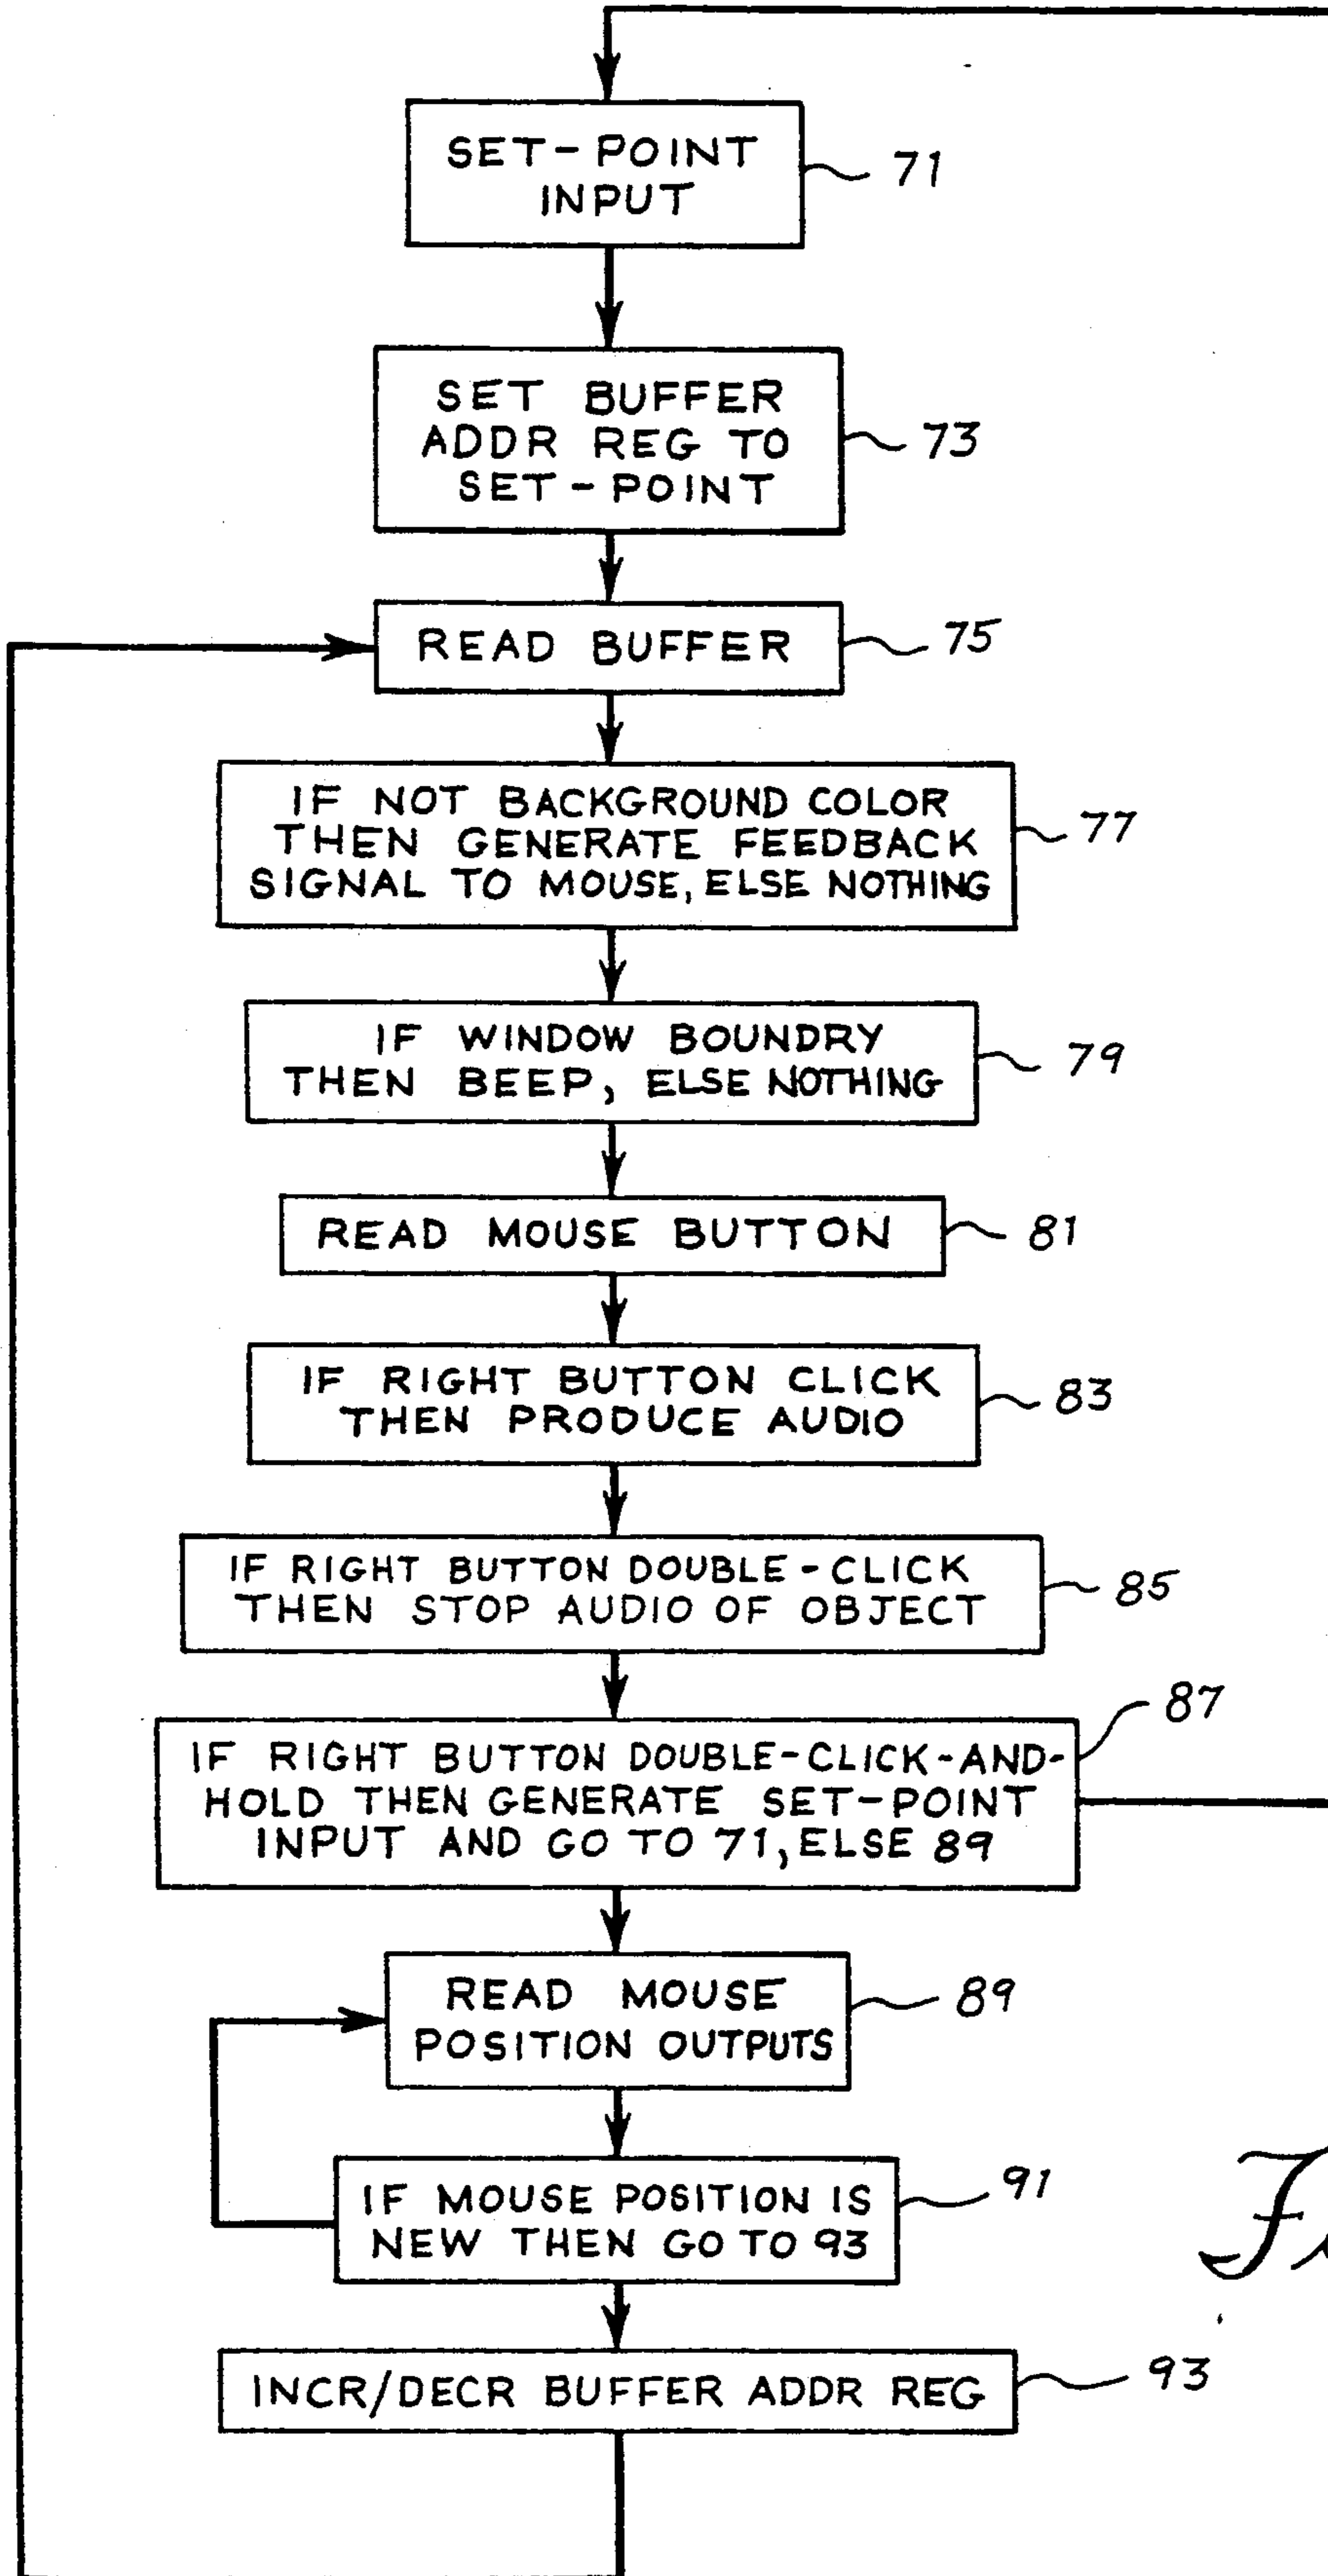 SET-POINT
INPUT
71
SET BUFFER
ADDR REG TO
SET-POINT
73
READ BUFFER
75
IF NOT BACKGROUND COLOR
THEN GENERATE FEEDBACK
SIGNAL TO MOUSE, ELSE NOTHING
77
IF WINDOW BOUNDRY
THEN BEEP, ELSE NOTHING
79
READ MOUSE BUTTON
81
IF RIGHT BUTTON CLICK
THEN PRODUCE AUDIO
83
IF RIGHT BUTTON DOUBLE-CLICK
THEN STOP AUDIO OF OBJECT
85
IF RIGHT BUTTON DOUBLE-CLICK-AND-
HOLD THEN GENERATE SET-POINT
INPUT AND GO TO 71, ELSE 89
87
READ MOUSE
POSITION OUTPUTS
89
IF MOUSE POSITION IS
NEW THEN GO TO 93
91
INCR/DECR BUFFER ADDR REG
93